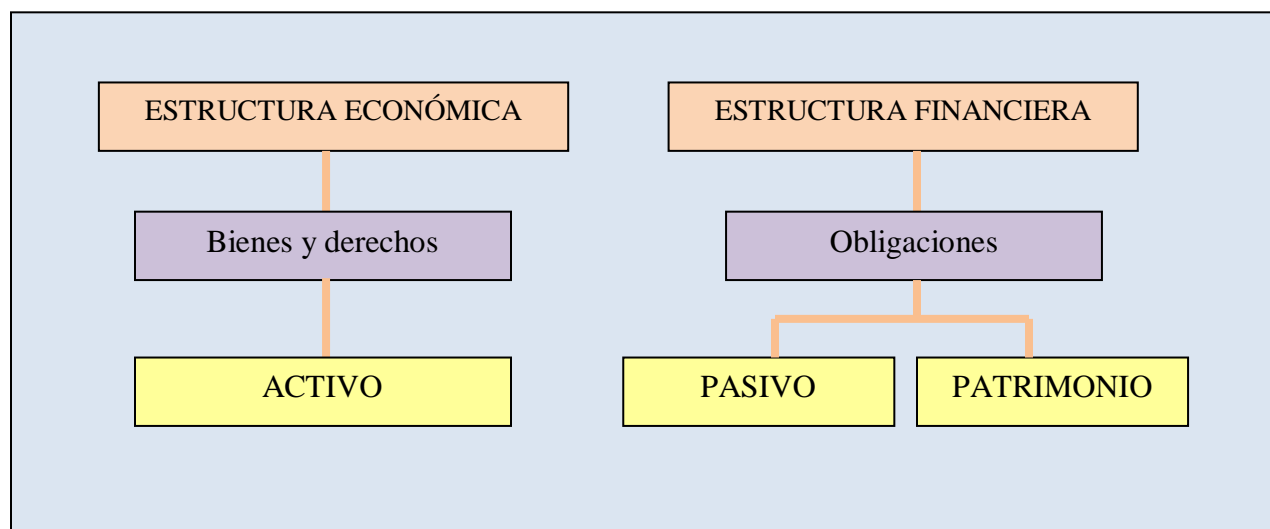 ESTRUCTURA ECONÓMICA
ESTRUCTURA FINANCIERA
Bienes y derechos
Obligaciones
ACTIVO
PASIVO
PATRIMONIO